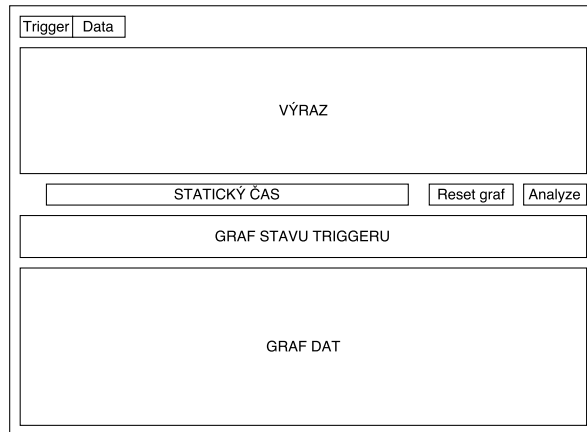 Trigger Data
VÝRAZ
STATICKÝ ČAS Reset graf Analyze
GRAF STAVU TRIGGERU
GRAF DAT